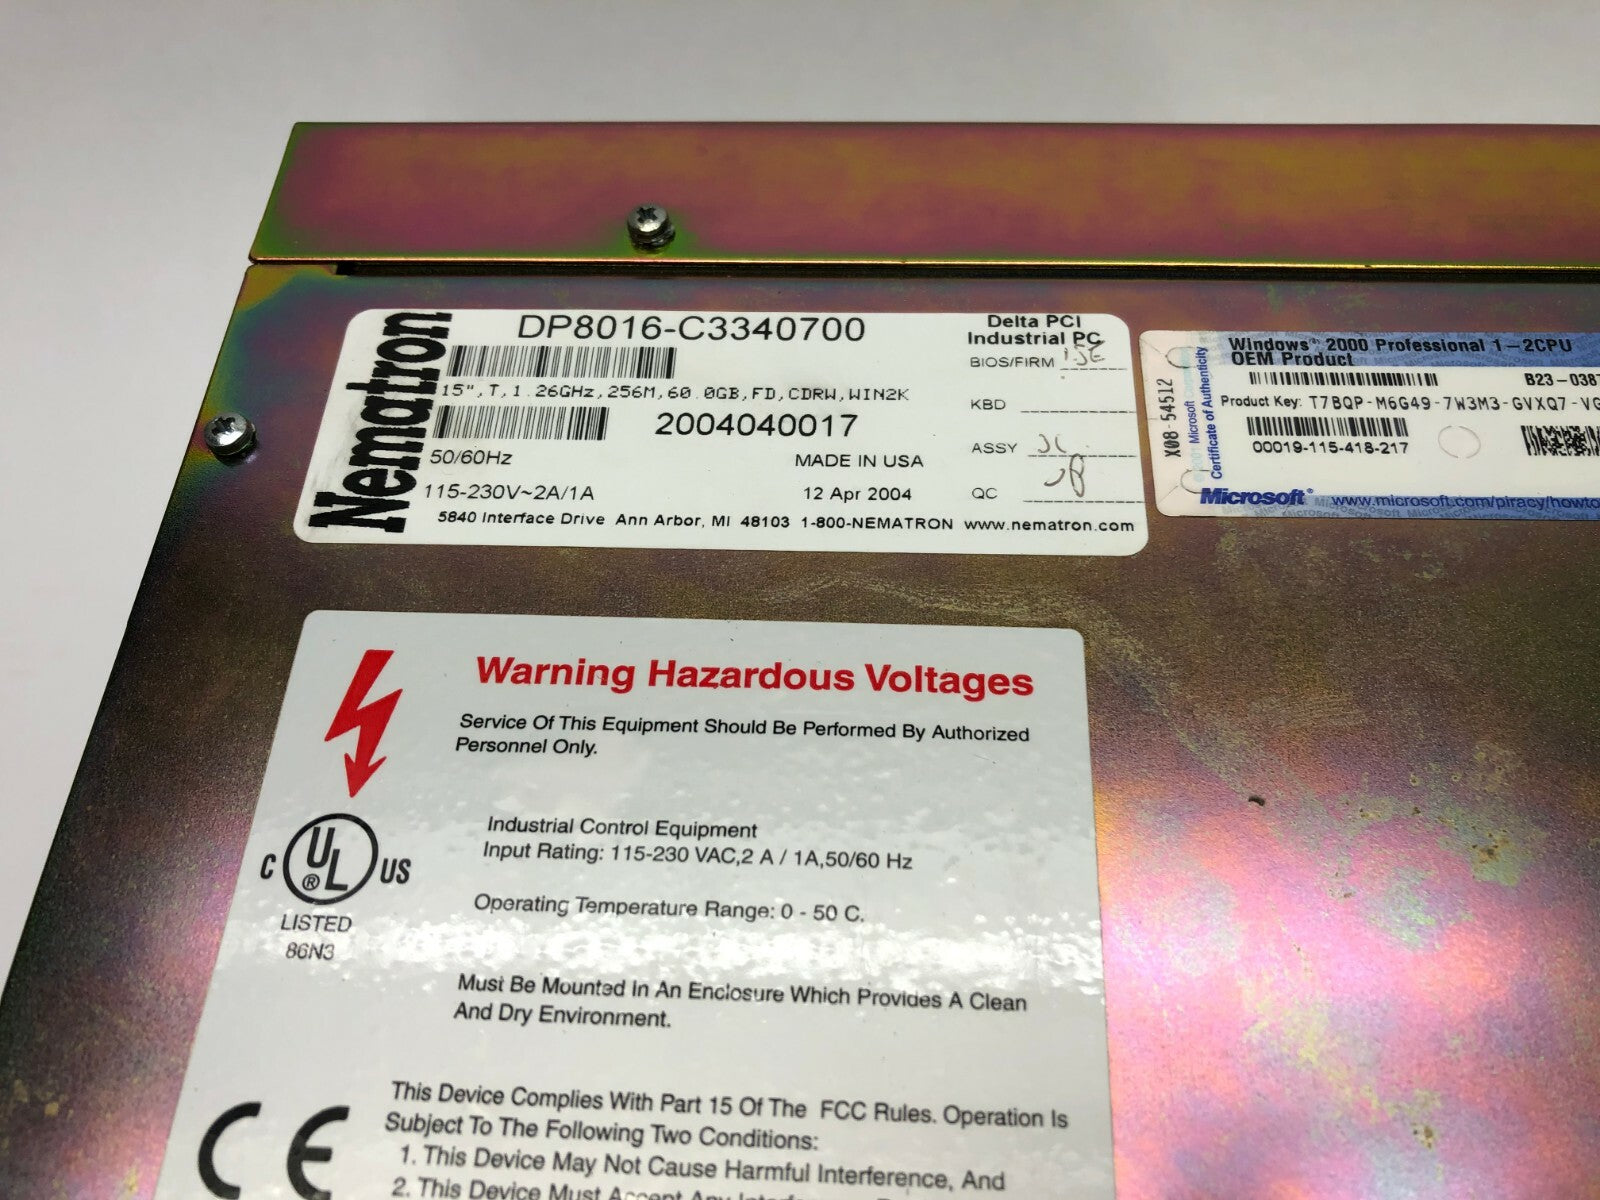 Nematron
DP8016-C3340700
15", T, 1.26GHz, 256M, 60.0GB, FD, CDRW, WIN2K
2004040017
50/60Hz
MADE IN USA
115-230V~2A/1A
12 Apr 2004
5840 Interface Drive Ann Arbor, MI 48103 1-800-NEMATRON www.nematron.com
Delta PCI
Industrial PC
BIOS/FIRM
KBD
ASSY
QC
X08-54512
Microsoft
Certificate of Authenticity
Windows® 2000 Professional 1-2CPU
OEM Product
B23-0387
Product Key: T7BQP-M6G49-7W3M3-GVXQ7-VG
00019-115-418-217
Microsoft® www.microsoft.com/piracy/howto
Warning Hazardous Voltages
Service Of This Equipment Should Be Performed By Authorized
Personnel Only.
Industrial Control Equipment
Input Rating: 115-230 VAC,2 A / 1A,50/60 Hz
C UL ® US
LISTED
86N3
Operating Temperature Range: 0 - 50 C.
Must Be Mounted In An Enclosure Which Provides A Clean
And Dry Environment.
CE
This Device Complies With Part 15 Of The FCC Rules. Operation Is
Subject To The Following Two Conditions:
1. This Device May Not Cause Harmful Interference, And
2. This Device Must Accept Any